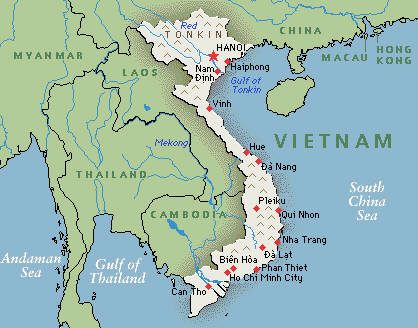 Red
TONKIN
CHINA
HANOI
MYANMAR
MACAU
HONG
KONG
Haiphong
LAOS
Nam
Dinh
Gulf of
Tonkin
Vinh
Mekong
Hue
VIETNAM
Đà Nang
THAILAND
South
China
Sea
Pleiku
Qui Nhon
CAMBODIA
Nha Trang
Andaman
Sea
Gulf of
Thailand
Đà Lạt
Biên Hòa
Phan Thiet
Ho Chi Minh City
Can Tho